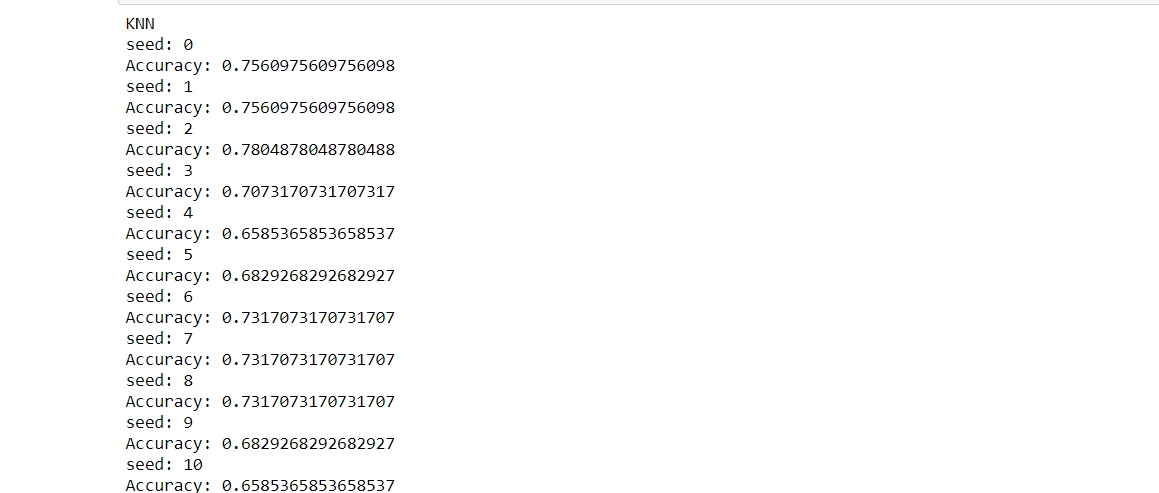 KNN
seed: 0
Accuracy: 0.7560975609756098
seed: 1
Accuracy: 0.7560975609756098
seed: 2
Accuracy: 0.7804878048780488
seed: 3
Accuracy: 0.7073170731707317
seed: 4
Accuracy: 0.6585365853658537
seed: 5
Accuracy: 0.6829268292682927
seed: 6
Accuracy: 0.7317073170731707
seed: 7
Accuracy: 0.7317073170731707
seed: 8
Accuracy: 0.7317073170731707
seed: 9
Accuracy: 0.6829268292682927
seed: 10
Accuracy: 0.6585365853658537